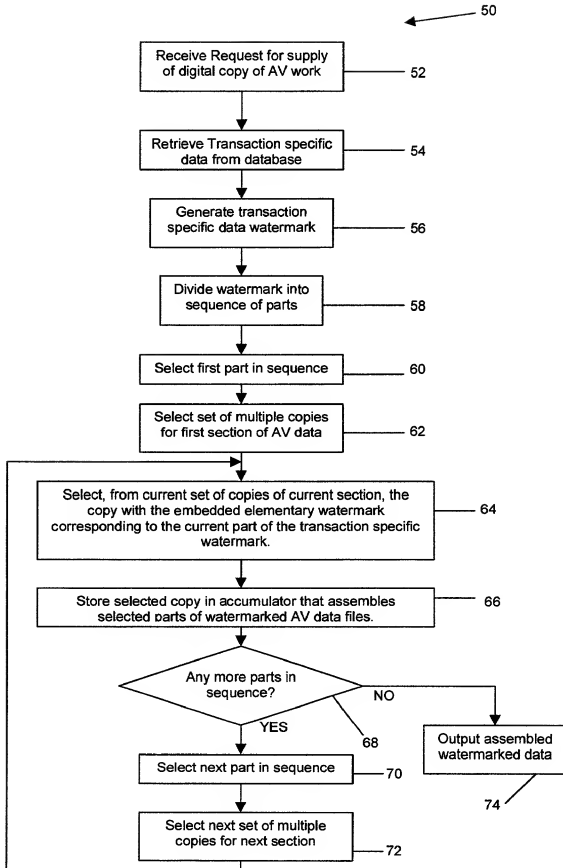 50
Receive Request for supply
of digital copy of AV work
52
Retrieve Transaction specific
data from database
54
Generate transaction
specific data watermark
56
Divide watermark into
sequence of parts
58
Select first part in sequence
60
Select set of multiple copies
for first section of AV data
62
Select, from current set of copies of current section, the
copy with the embedded elementary watermark
corresponding to the current part of the transaction specific
watermark.
64
Store selected copy in accumulator that assembles
selected parts of watermarked AV data files.
66
Any more parts in
sequence?
NO
YES
68
Output assembled
watermarked data
74
Select next part in sequence
70
Select next set of multiple
copies for next section
72